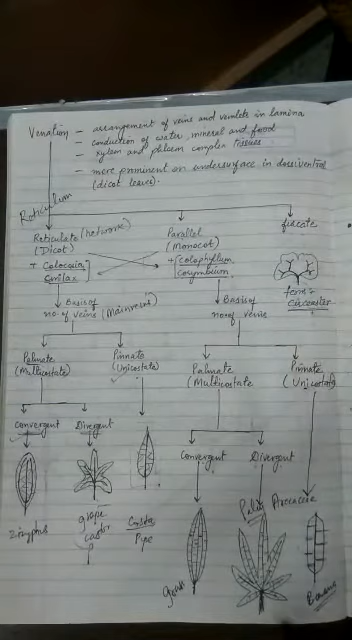 Venation - arrangement of veins and veinlets in lamina
- conduction of water, mineral and food
- xylem and phloem complex tissues
- more prominent on undersurface in dorsiventral
(dicot leaves).
Reticulum
Reticulate (network)
(Dicot)
+ Colocasia
Smilax
Parallel
(Monocot)
+ Calophyllum
Corymbium
furcate
ferns
Basis of
no. of veins (Main vein)
Basis of
no of veins
Palmate
(Multicostate)
Pinnate
(Unicostate)
Palmate
(Multicostate
Pinnate
(Unicostate)
Convergent
Divergent
Convergent
Divergent
Zizyphus
grape
castor
Pipe
grass
Palm
Banana